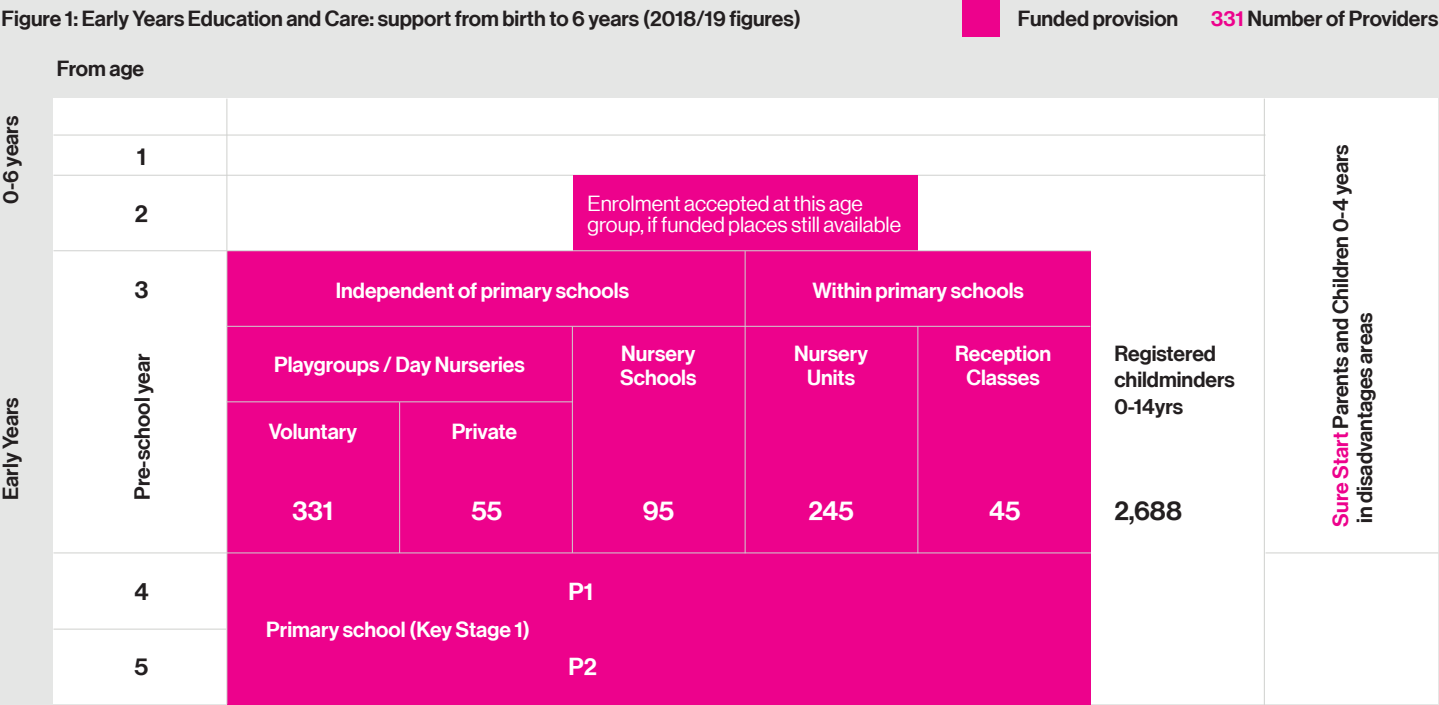 Figure 1: Early Years Education and Care: support from birth to 6 years (2018/19 figures)
Funded provision
331 Number of Providers
From age
0-6 years
1
2
Enrolment accepted at this age
group, if funded places still available
3
Independent of primary schools
Within primary schools
Early Years
Pre-school year
Playgroups / Day Nurseries
Nursery
Schools
Nursery
Units
Reception
Classes
Voluntary
Private
331
55
95
245
45
Registered
childminders
0-14yrs
2,688
Sure Start Parents and Children 0-4 years
in disadvantages areas
4
P1
Primary school (Key Stage 1)
5
P2